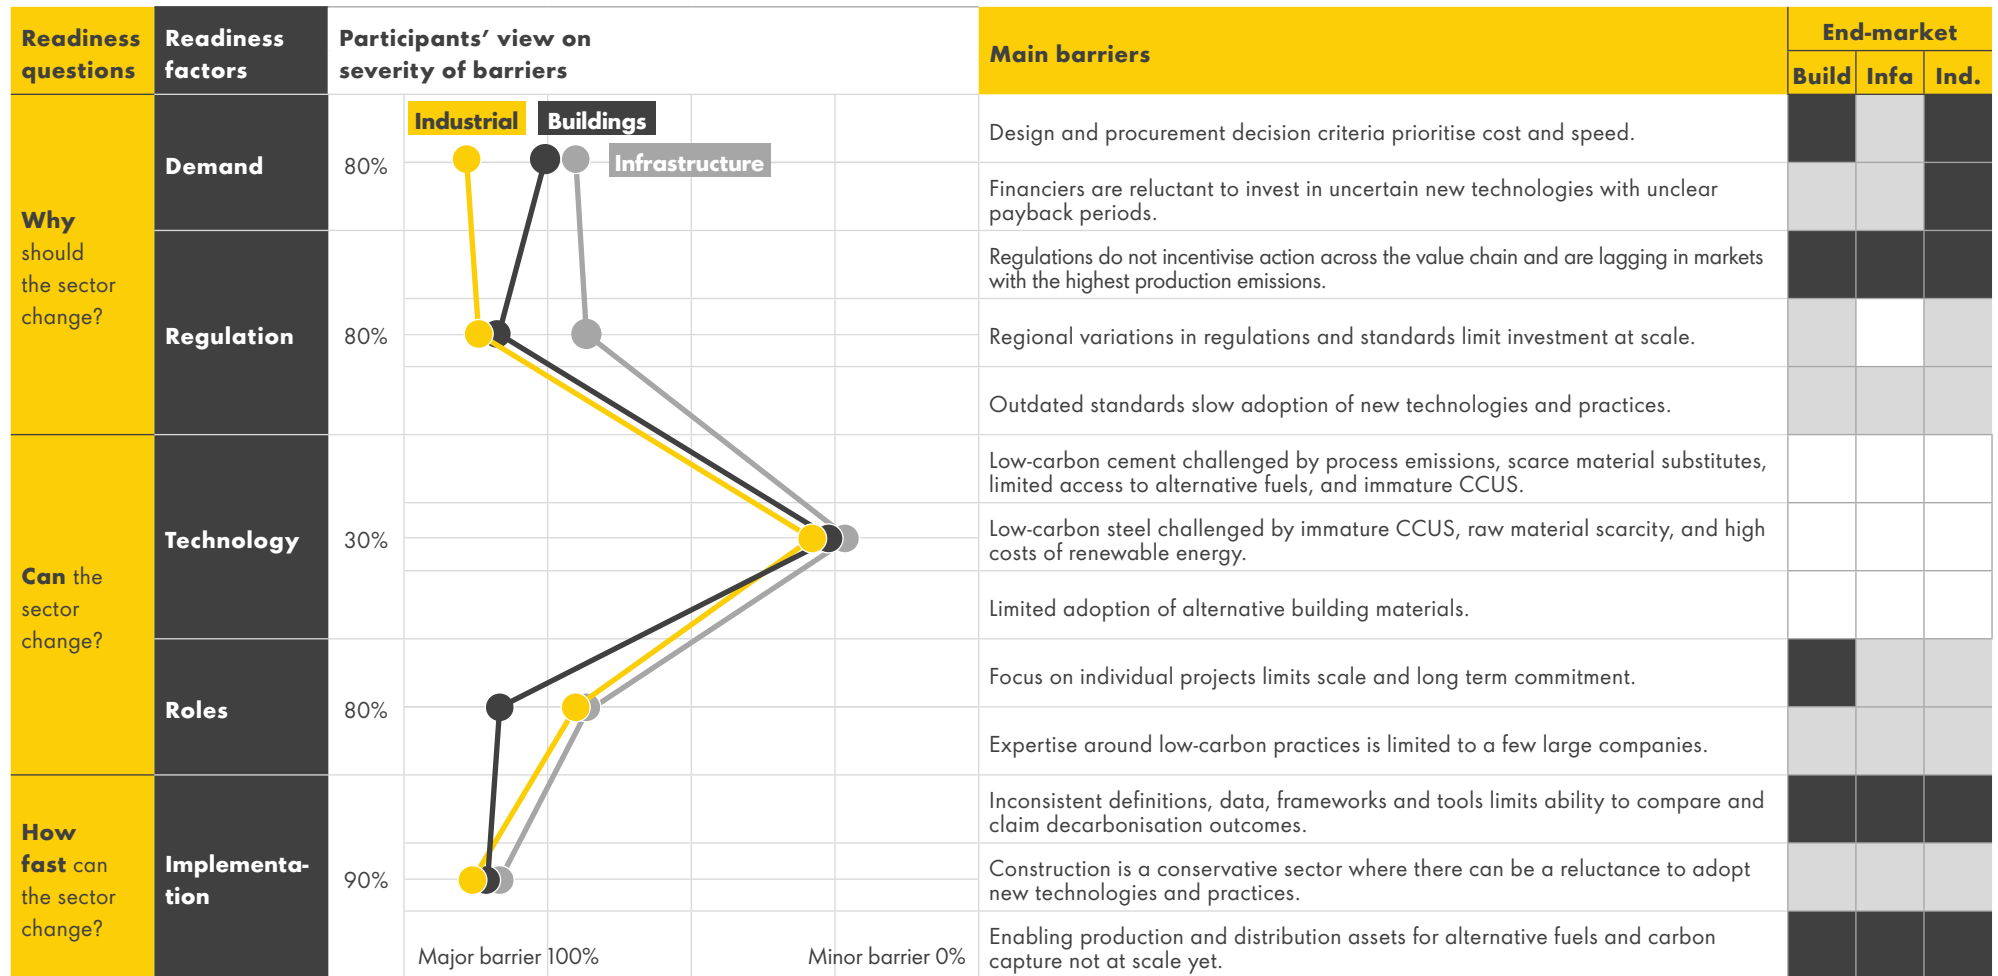 Readiness
questions
Readiness
factors
Participants’ view on
severity of barriers
Main barriers
End-market
Build
Infa
Ind.
Why
should
the sector
change?
Demand
80%
Industrial
Buildings
Infrastructure
Design and procurement decision criteria prioritise cost and speed.
Financiers are reluctant to invest in uncertain new technologies with unclear
payback periods.
Regulation
80%
Regulations do not incentivise action across the value chain and are lagging in markets
with the highest production emissions.
Regional variations in regulations and standards limit investment at scale.
Outdated standards slow adoption of new technologies and practices.
Can the
sector
change?
Technology
30%
Low-carbon cement challenged by process emissions, scarce material substitutes,
limited access to alternative fuels, and immature CCUS.
Low-carbon steel challenged by immature CCUS, raw material scarcity, and high
costs of renewable energy.
Limited adoption of alternative building materials.
Roles
80%
Focus on individual projects limits scale and long term commitment.
Expertise around low-carbon practices is limited to a few large companies.
How
fast can
the sector
change?
Implementa-
tion
90%
Inconsistent definitions, data, frameworks and tools limits ability to compare and
claim decarbonisation outcomes.
Construction is a conservative sector where there can be a reluctance to adopt
new technologies and practices.
Enabling production and distribution assets for alternative fuels and carbon
capture not at scale yet.
Major barrier 100%
Minor barrier 0%